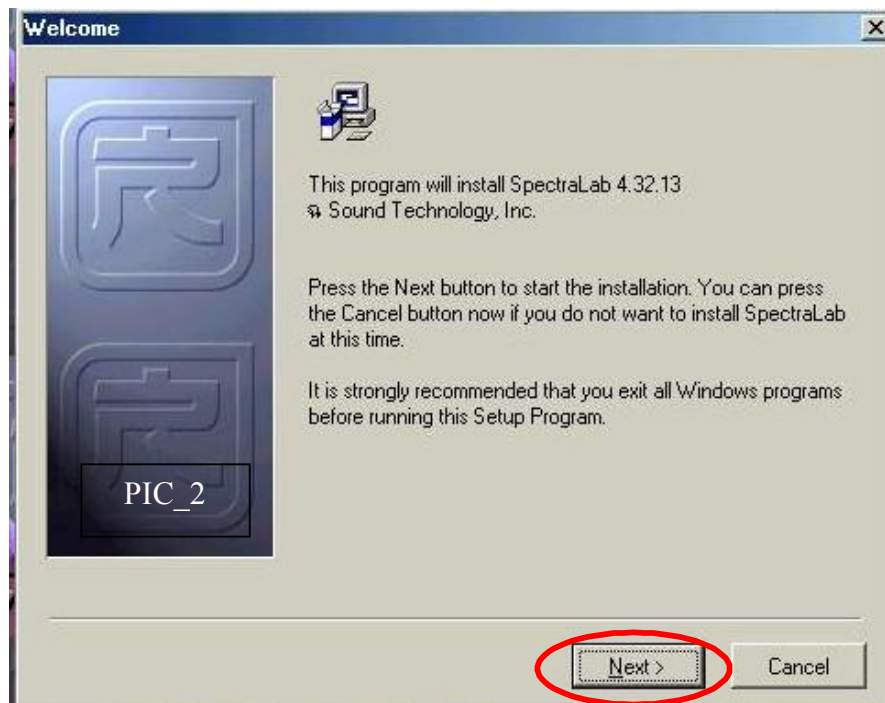 Welcome
This program will install SpectraLab 4.32.13
Sound Technology, Inc.
Press the Next button to start the installation. You can press
the Cancel button now if you do not want to install SpectraLab
at this time.
It is strongly recommended that you exit all Windows programs
before running this Setup Program.
PIC_2
Next >
Cancel